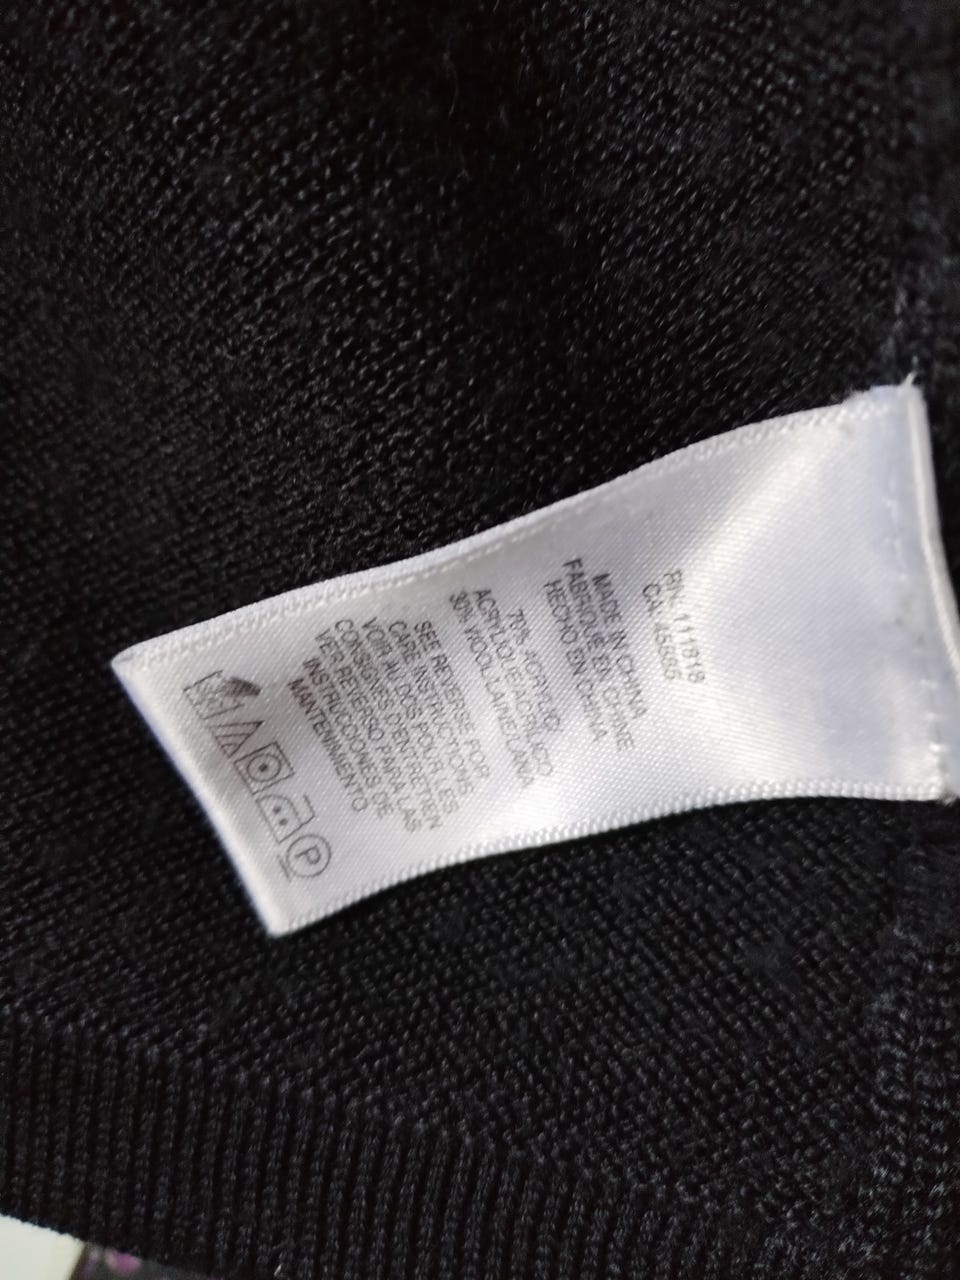 RN 111818
CA 45885
MADE IN CHINA
FABRIQUÉ EN CHINE
HECHO EN CHINA
70% ACRYLIC
ACRYLIQUE ACRILICO
30% WOOL LAINE LANA
SEE REVERSE FOR
CARE INSTRUCTIONS
VOIR AU DOS POUR LES
CONSIGNES D'ENTRETIEN
VER REVERSO PARA LAS
INSTRUCCIONES DE
MANTENIMIENTO
P